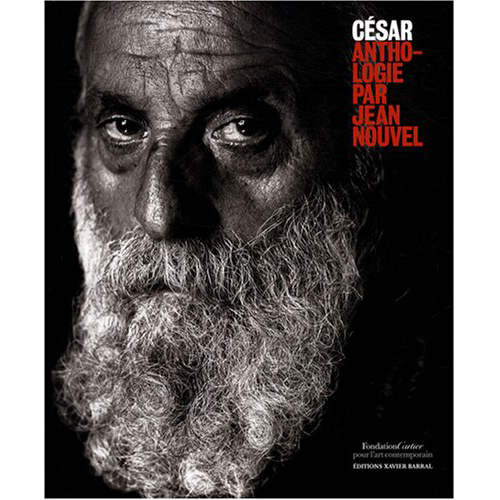 CÉSAR
ANTHO-
LOGIE
PAR
JEAN
NOUVEL
Fondation Cartier
pour l'art contemporain
ÉDITIONS XAVIER BARRAL